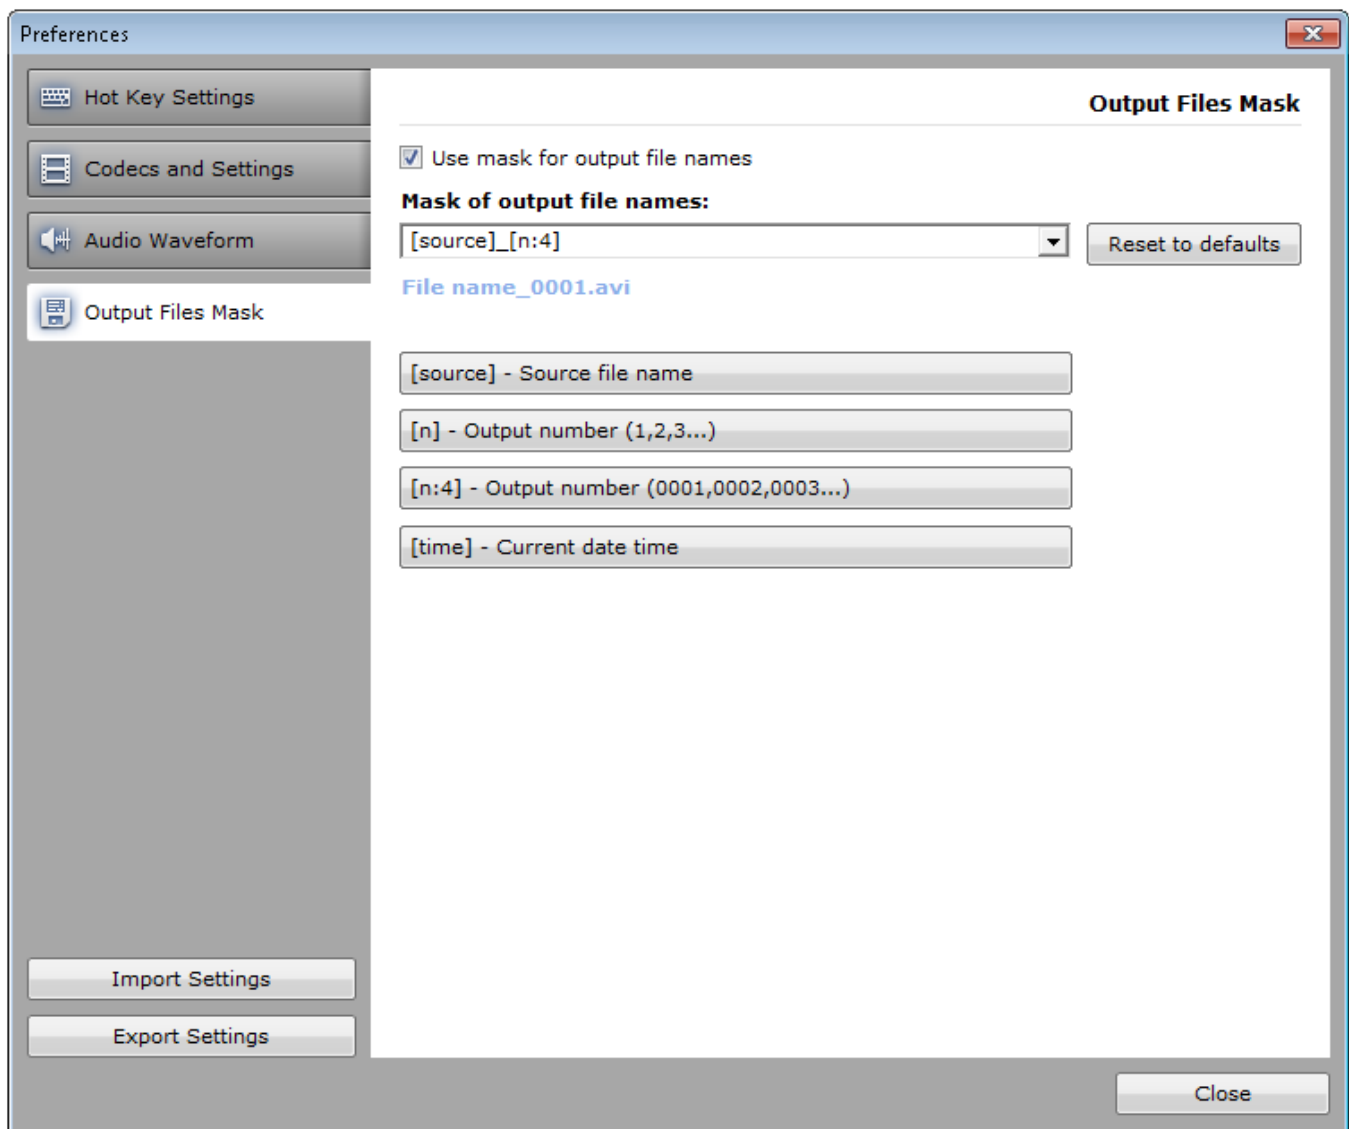 Preferences
Hot Key Settings
Codecs and Settings
Audio Waveform
Output Files Mask
Import Settings
Export Settings
Output Files Mask
Use mask for output file names
Mask of output file names:
[source]_[n:4]
Reset to defaults
File name_0001.avi
[source] - Source file name
[n] - Output number (1,2,3...)
[n:4] - Output number (0001,0002,0003...)
[time] - Current date time
Close